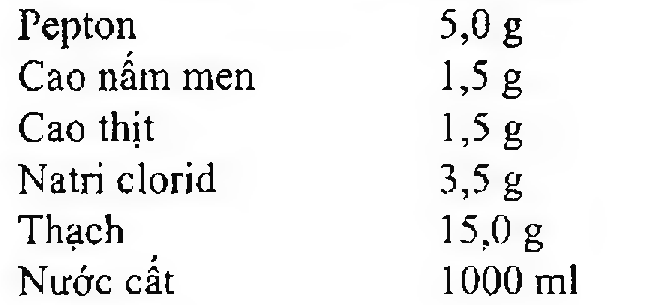 Pepton 5,0 g
Cao nấm men 1,5 g
Cao thịt 1,5 g
Natri clorid 3,5 g
Thạch 15,0 g
Nước cất 1000 ml